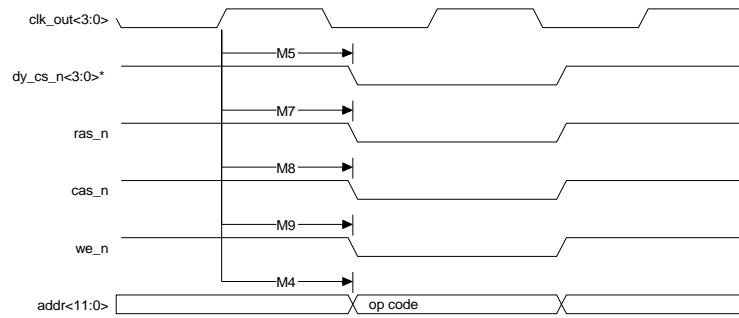 clk_out<3:0>
M5
dy_cs_n<3:0>*
M7
ras_n
M8
cas_n
M9
we_n
M4
addr<11:0> op code